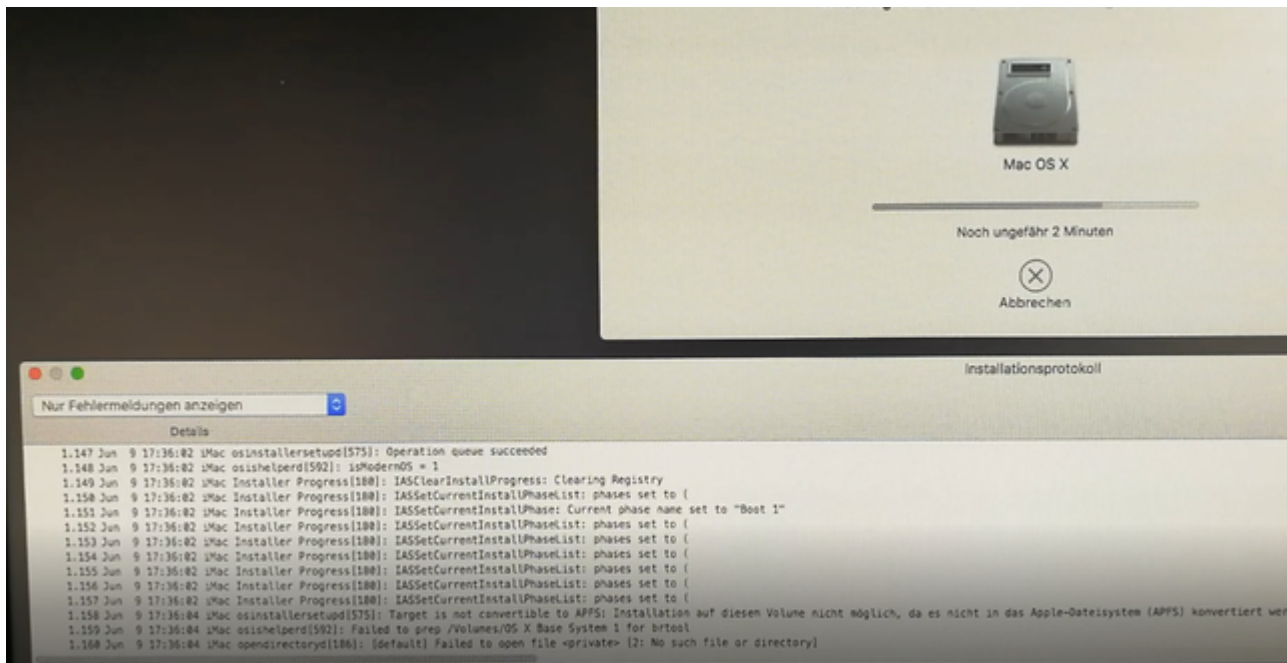 Mac OS X
Noch ungefähr 2 Minuten
Abbrechen
Installationsprotokoll
Nur Fehlermeldungen anzeigen
Details
1.147 Jun 9 17:36:02 iMac osinstallersetupd[575]: Operation queue succeeded
1.148 Jun 9 17:36:02 iMac osishelperd[592]: isModernOS = 1
1.149 Jun 9 17:36:02 iMac Installer Progress[180]: IASClearInstallProgress: Clearing Registry
1.150 Jun 9 17:36:02 iMac Installer Progress[180]: IASSetCurrentInstallPhaseList: phases set to (
1.151 Jun 9 17:36:02 iMac Installer Progress[180]: IASSetCurrentInstallPhase: Current phase name set to "Boot 1"
1.152 Jun 9 17:36:02 iMac Installer Progress[180]: IASSetCurrentInstallPhaseList: phases set to (
1.153 Jun 9 17:36:02 iMac Installer Progress[180]: IASSetCurrentInstallPhaseList: phases set to (
1.154 Jun 9 17:36:02 iMac Installer Progress[180]: IASSetCurrentInstallPhaseList: phases set to (
1.155 Jun 9 17:36:02 iMac Installer Progress[180]: IASSetCurrentInstallPhaseList: phases set to (
1.156 Jun 9 17:36:02 iMac Installer Progress[180]: IASSetCurrentInstallPhaseList: phases set to (
1.157 Jun 9 17:36:02 iMac Installer Progress[180]: IASSetCurrentInstallPhaseList: phases set to (
1.158 Jun 9 17:36:04 iMac osinstallersetupd[575]: Target is not convertible to APFS: Installation auf diesen Volume nicht möglich, da es nicht in das Apple-Dateisystem (APFS) konvertiert wer
1.159 Jun 9 17:36:04 iMac osishelperd[592]: Failed to prep /Volumes/OS X Base System 1 for brtool
1.160 Jun 9 17:36:04 iMac opendirectoryd[186]: [default] Failed to open file <private> [2: No such file or directory]